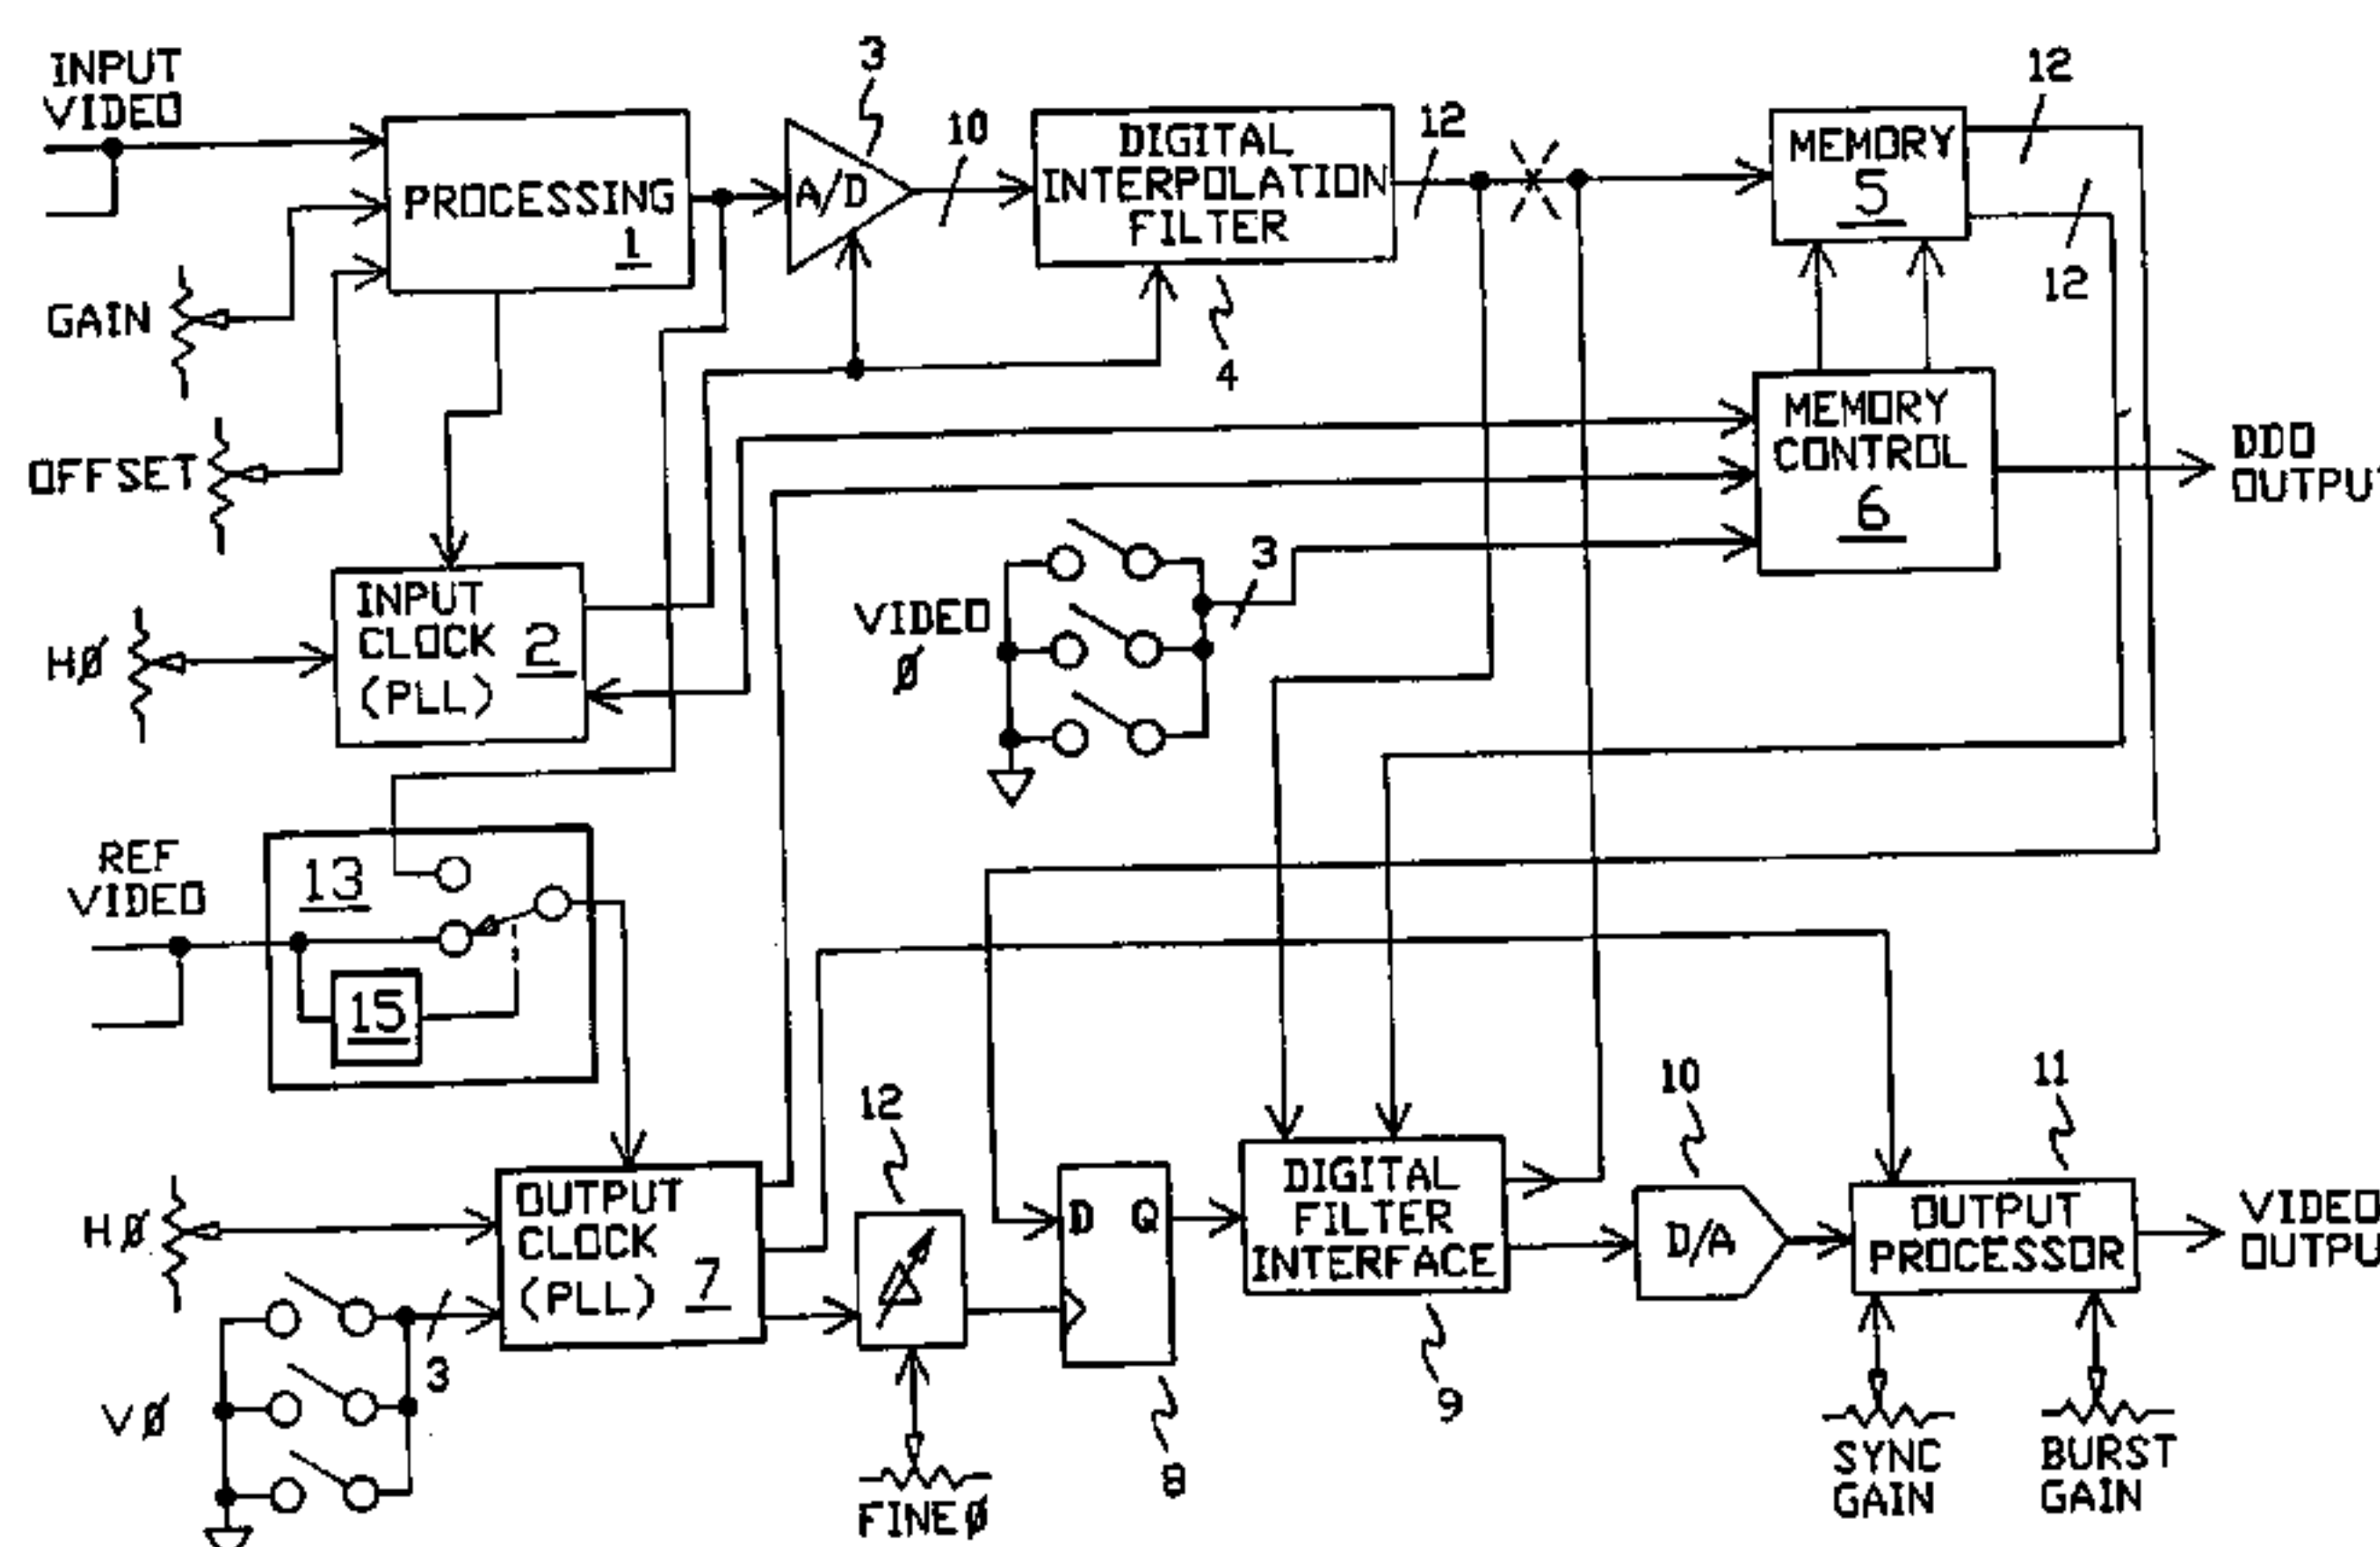 INPUT
VIDEO
GAIN
OFFSET
HØ
PROCESSING
1
3
A/D
10
DIGITAL
INTERPOLATION
FILTER
4
12
MEMORY
5
12
12
MEMORY
CONTROL
6
DDO
OUTPU
INPUT
CLOCK
(PLL)
2
VIDEO
Ø
3
REF
VIDEO
13
15
HØ
VØ
3
OUTPUT
CLOCK
(PLL)
7
12
Δ
FINE Ø
D Q
8
DIGITAL
FILTER
INTERFACE
9
10
D/A
11
OUTPUT
PROCESSOR
VIDEO
OUTPU
SYNC
GAIN
BURST
GAIN